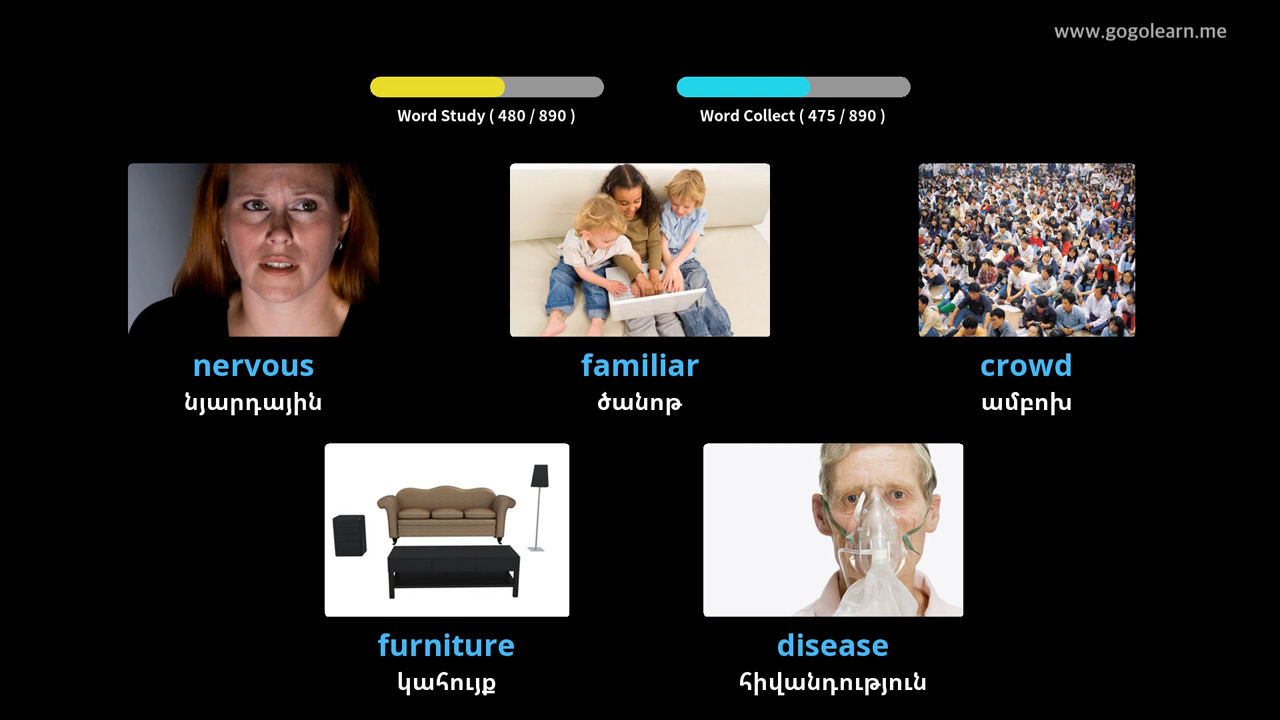 www.gogolearn.me
Word Study ( 480 / 890 )
Word Collect ( 475 / 890 )
nervous
նյարդային
familiar
ծանոթ
crowd
ամբոխ
furniture
կահույք
disease
հիվանդություն